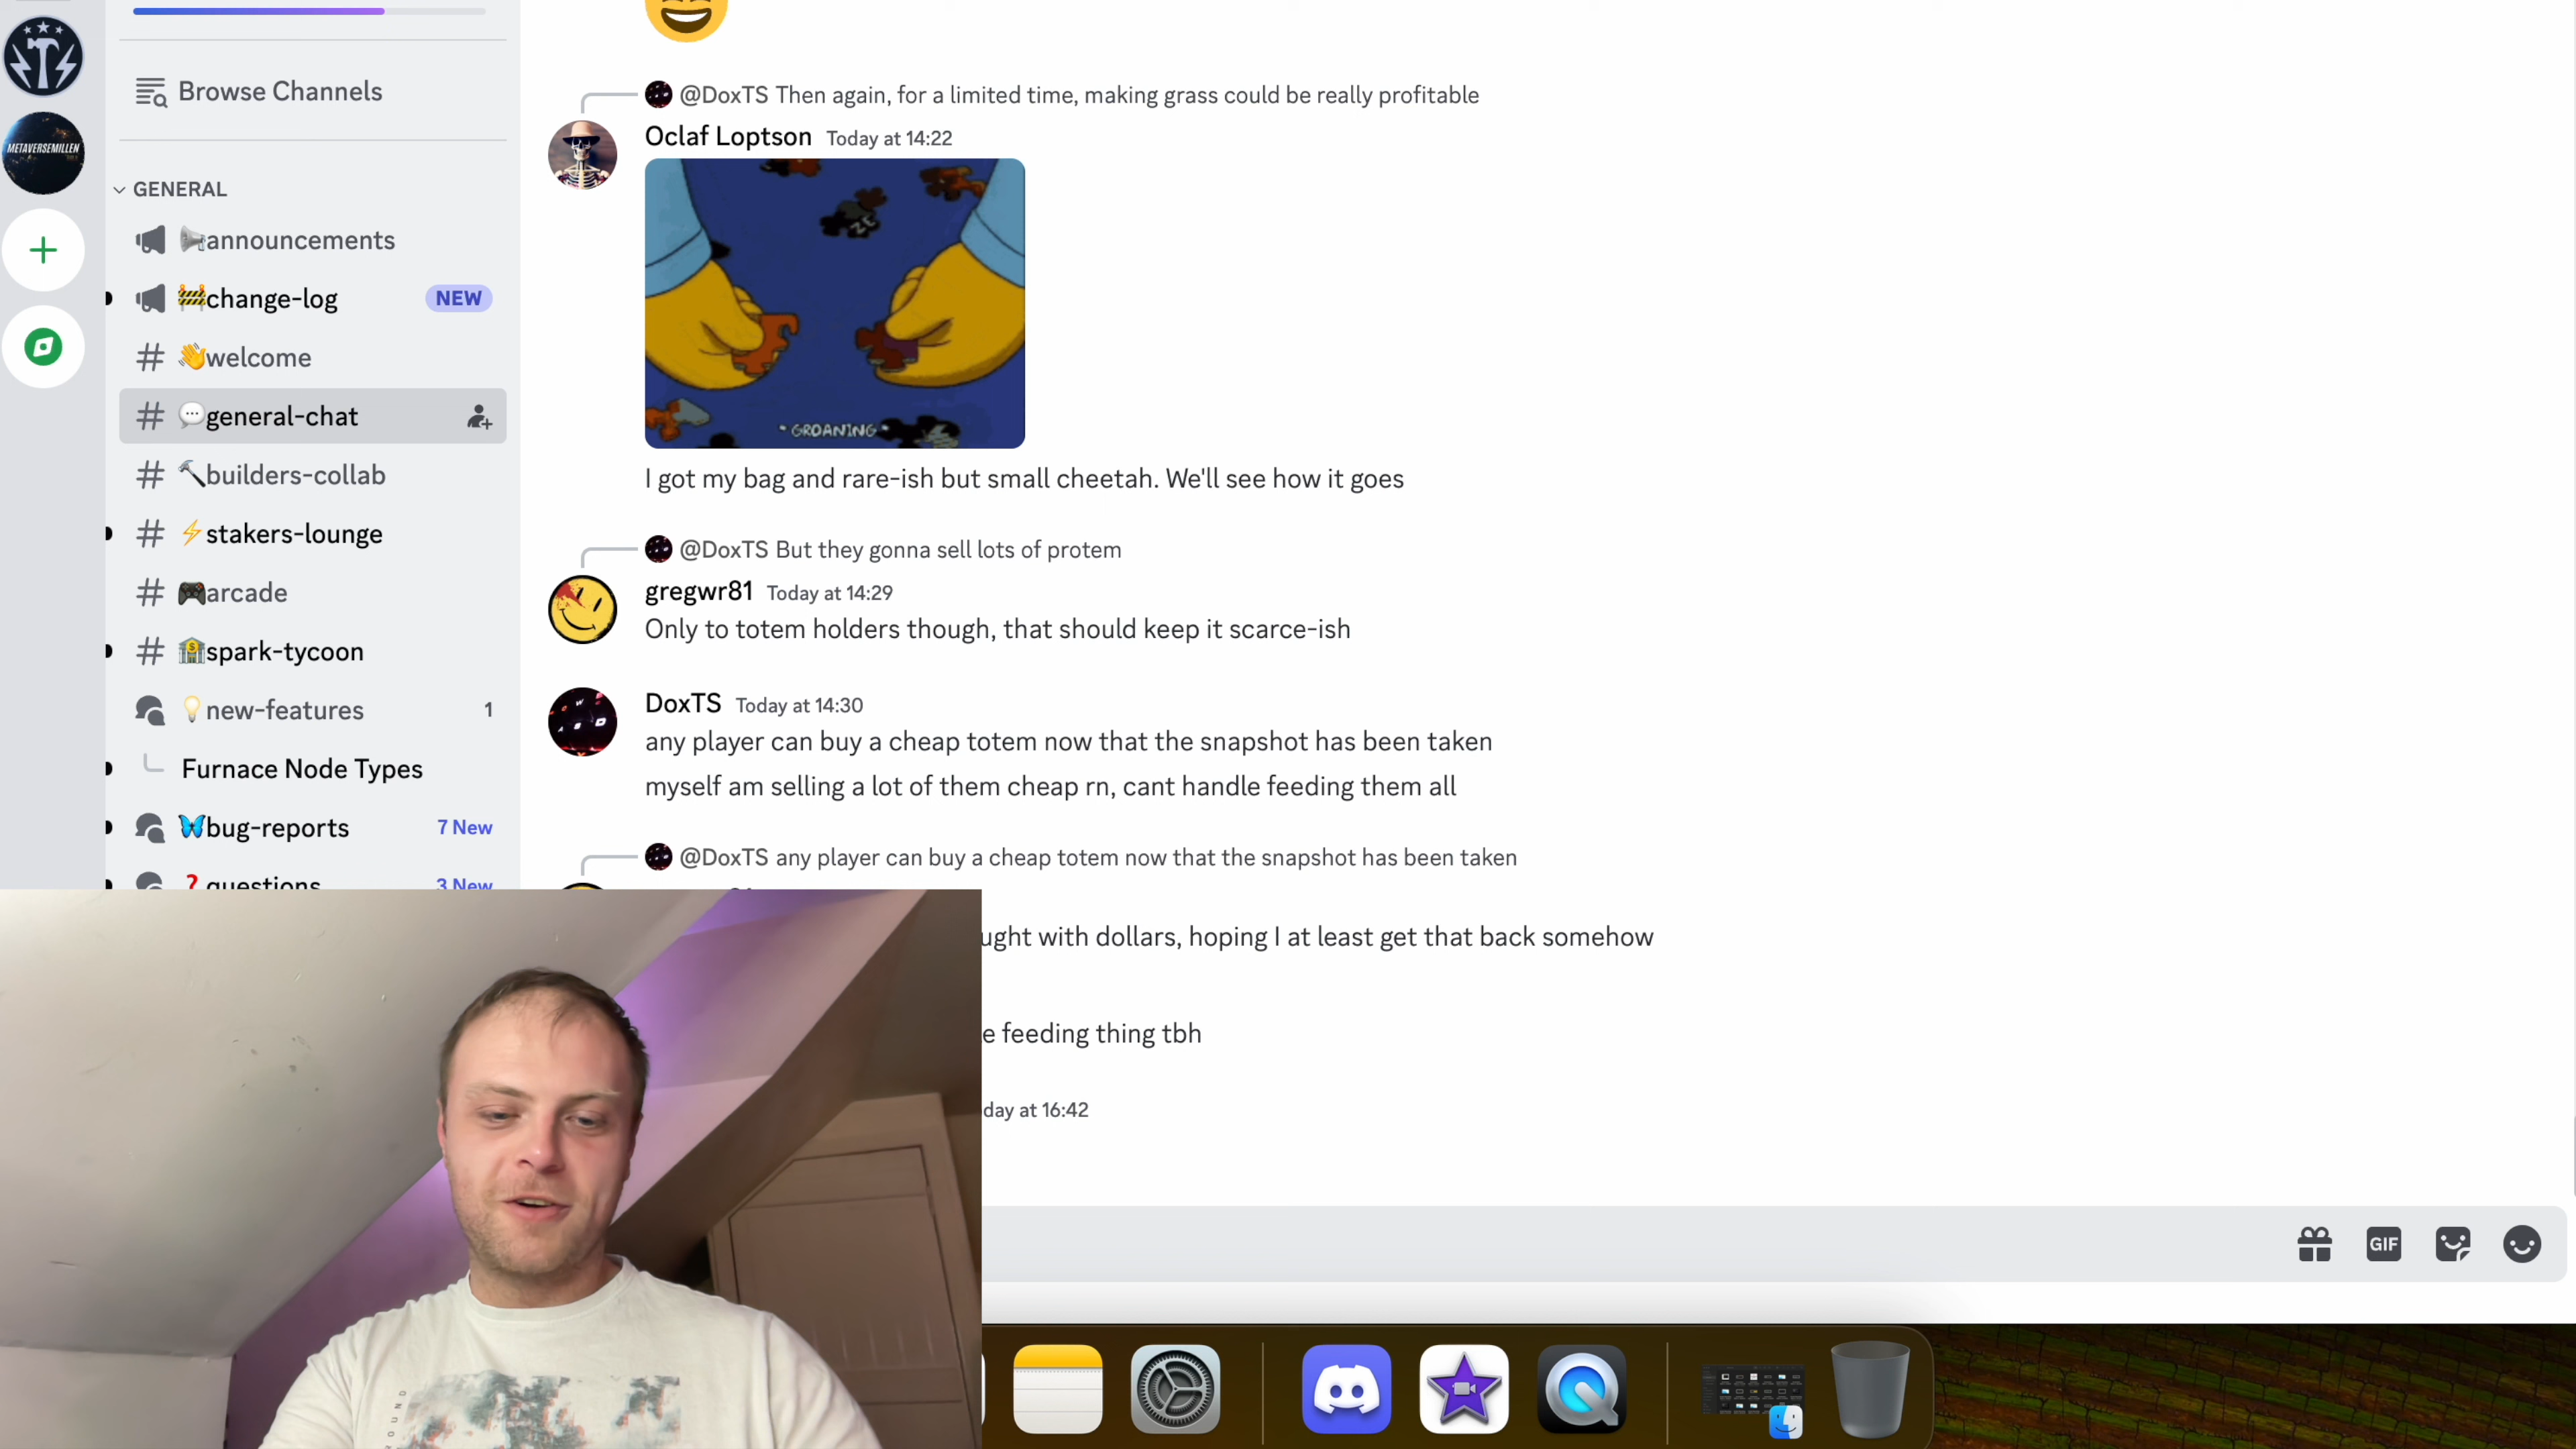 METAVERSEMILLEN
Browse Channels
GENERAL
announcements
change-log
NEW
welcome
general-chat
builders-collab
stakers-lounge
arcade
spark-tycoon
new-features
1
Furnace Node Types
bug-reports
7 New
questions
3 New
@DoxTS Then again, for a limited time, making grass could be really profitable
Oclaf Loptson Today at 14:22
* GROANING *
I got my bag and rare-ish but small cheetah. We'll see how it goes
@DoxTS But they gonna sell lots of protem
gregwr81 Today at 14:29
Only to totem holders though, that should keep it scarce-ish
DoxTS Today at 14:30
any player can buy a cheap totem now that the snapshot has been taken
myself am selling a lot of them cheap rn, cant handle feeding them all
@DoxTS any player can buy a cheap totem now that the snapshot has been taken
ught with dollars, hoping I at least get that back somehow
e feeding thing tbh
day at 16:42
GIF